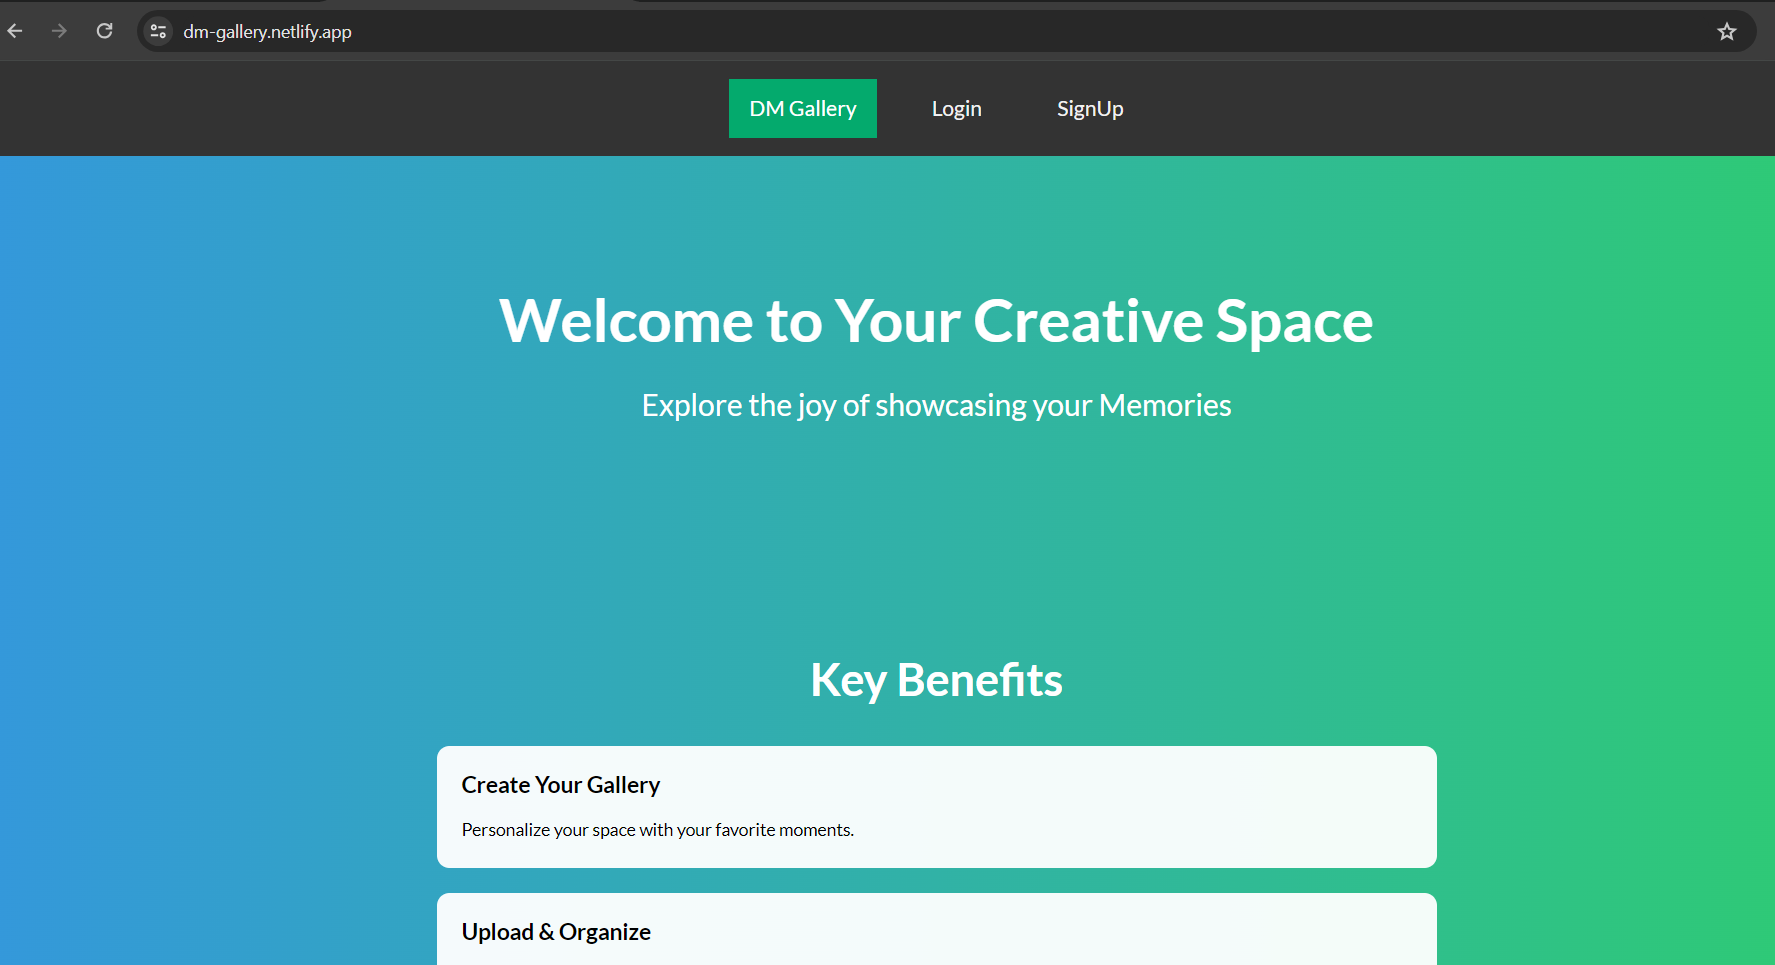 dm-gallery.netlify.app
DM Gallery Login SignUp
Welcome to Your Creative Space
Explore the joy of showcasing your Memories
Key Benefits
Create Your Gallery
Personalize your space with your favorite moments.
Upload & Organize